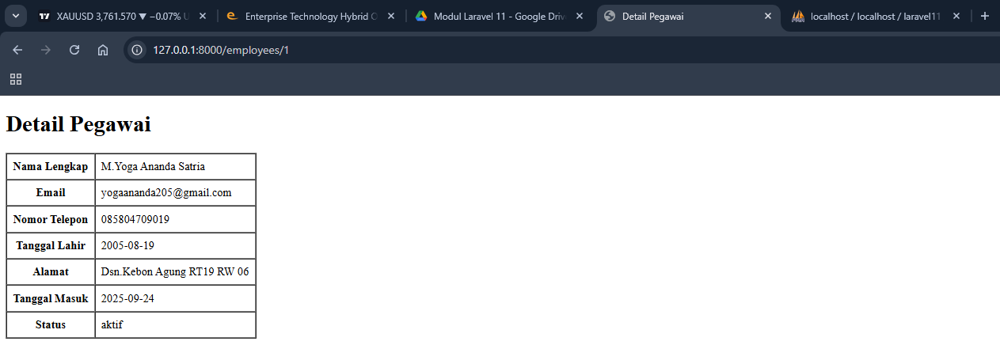 XAUUSD 3,761.570 ▼ −0.07% U
Enterprise Technology Hybrid C
Modul Laravel 11 - Google Drive
Detail Pegawai
localhost / localhost / laravel11
127.0.0.1:8000/employees/1
Detail Pegawai
Nama Lengkap M.Yoga Ananda Satria
Email yogaananda205@gmail.com
Nomor Telepon 085804709019
Tanggal Lahir 2005-08-19
Alamat Dsn.Kebon Agung RT19 RW 06
Tanggal Masuk 2025-09-24
Status aktif